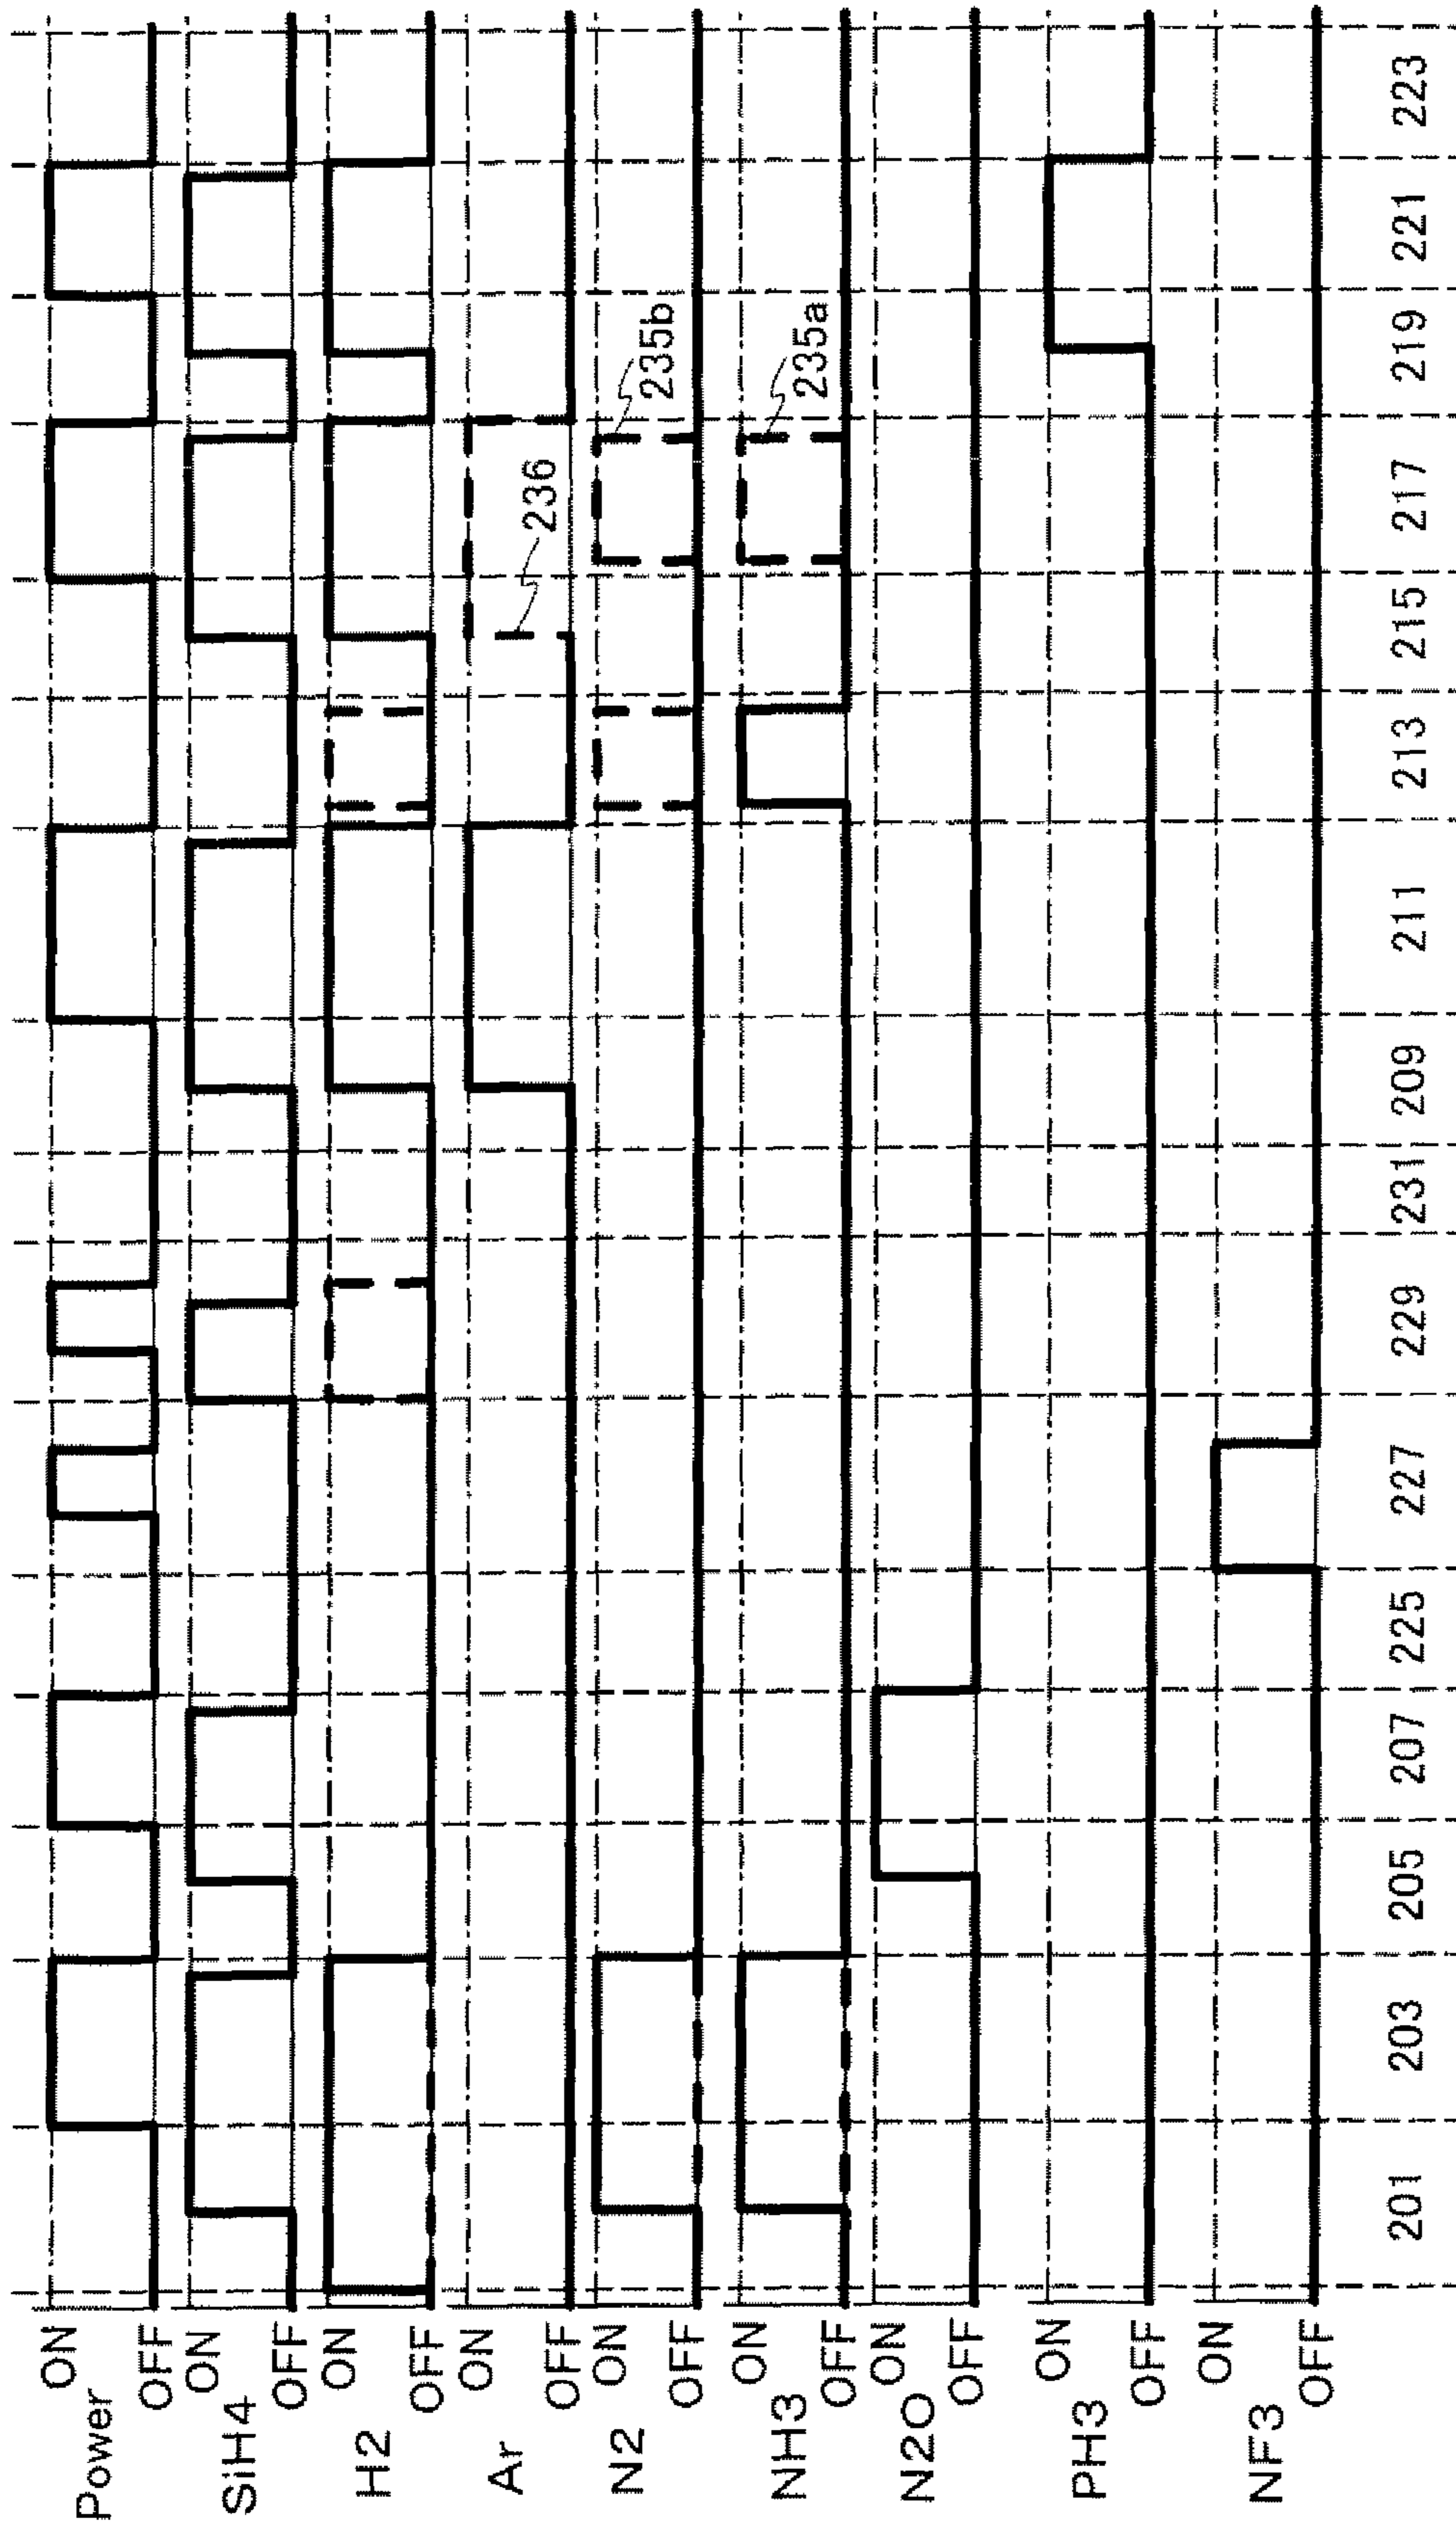 Power
ON
OFF
SiH4
ON
OFF
H2
ON
OFF
Ar
ON
OFF
236
N2
ON
OFF
235b
NH3
ON
OFF
235a
N2O
ON
OFF
PH3
ON
OFF
NF3
ON
OFF
201 203 205 207 225 227 229 231 209 211 213 215 217 219 221 223